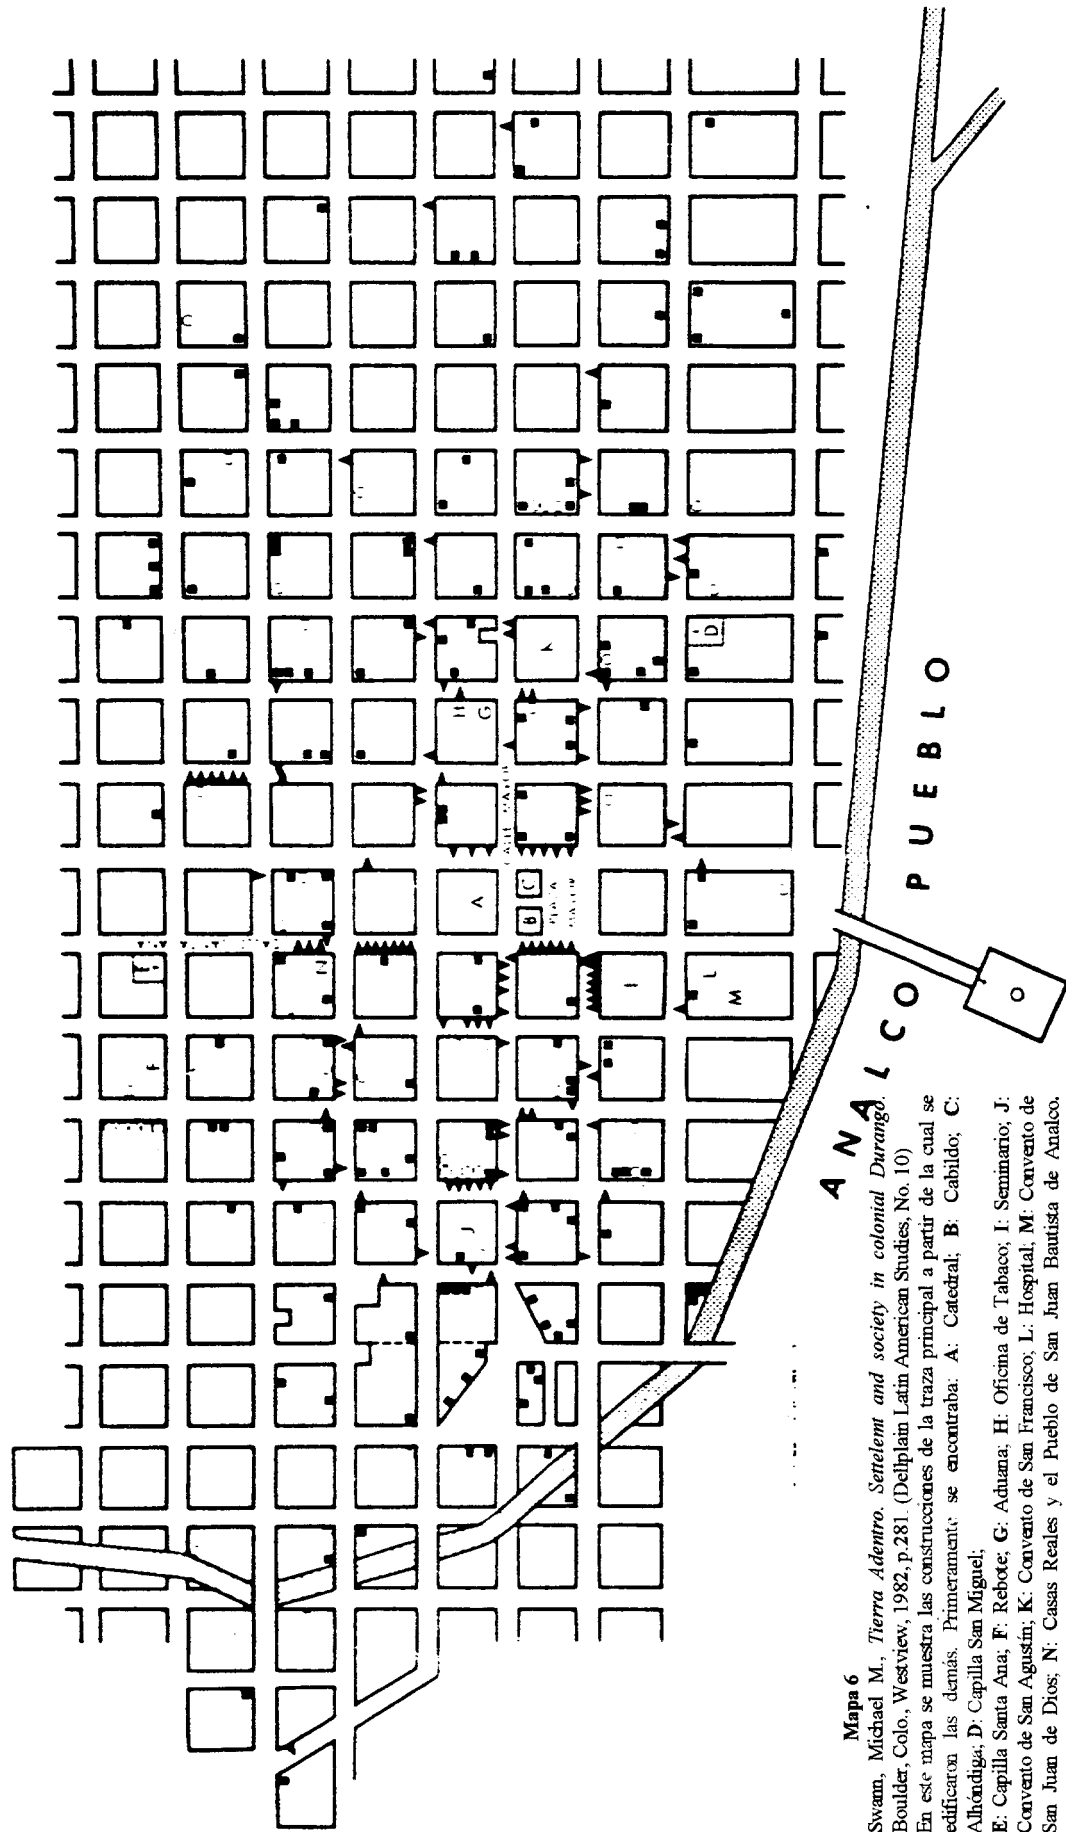 E
F
N
A
B
C
H
G
K
D
I
L
M
J
O
PLAZA
ANALCO PUEBLO
Mapa 6
Swann, Michael M., Tierra Adentro. Settelemt and society in colonial Durango.
Boulder, Colo., Westview, 1982, p.281. (Dellplain Latin American Studies, No. 10)
En este mapa se muestra las construcciones de la traza principal a partir de la cual se
edificaron las demás. Primeramente se encontraba: A: Catedral; B: Cabildo; C:
Alhóndiga; D: Capilla San Miguel;
E: Capilla Santa Ana; F: Rebote; G: Aduana; H: Oficina de Tabaco; I: Seminario; J:
Convento de San Agustín; K: Convento de San Francisco; L: Hospital; M: Convento de
San Juan de Dios; N: Casas Reales y el Pueblo de San Juan Bautista de Analco.